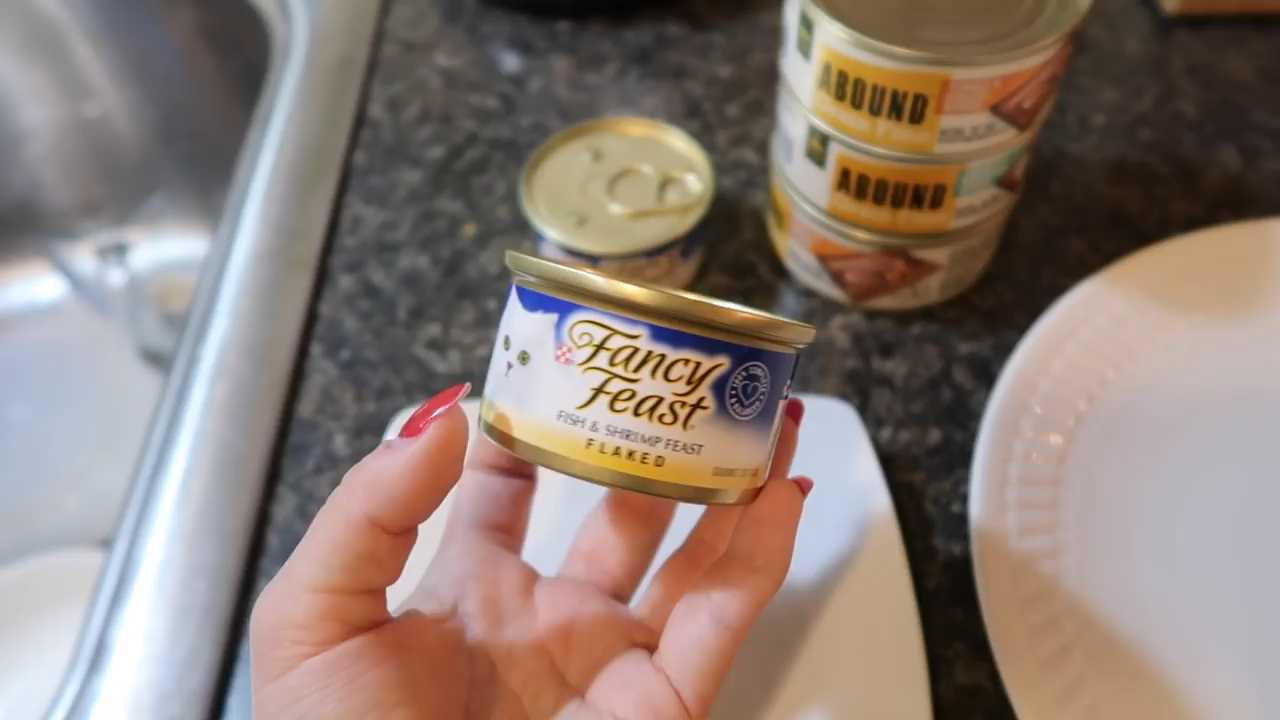 ABOUND
ABOUND
Fancy
Feast
FISH & SHRIMP FEAST
FLAKED